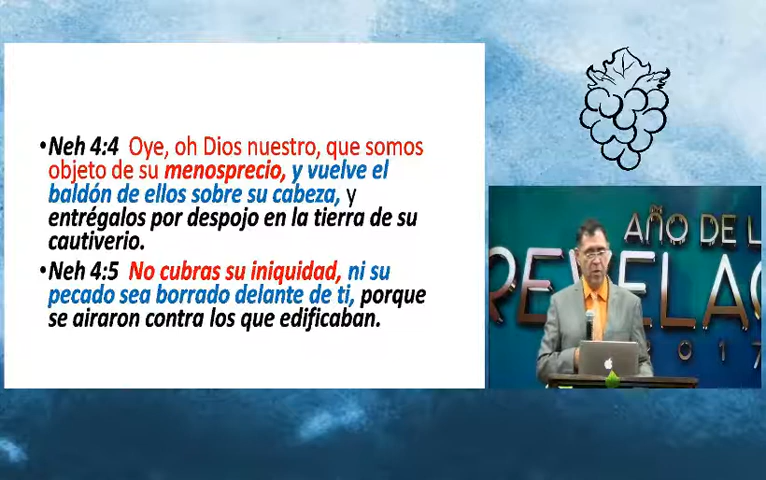 •Neh 4:4 Oye, oh Dios nuestro, que somos
objeto de su menosprecio, y vuelve el
baldón de ellos sobre su cabeza, y
entrégalos por despojo en la tierra de su
cautiverio.
•Neh 4:5 No cubras su iniquidad, ni su
pecado sea borrado delante de ti, porque
se airaron contra los que edificaban.
AÑO DE L
REVELAC
2017